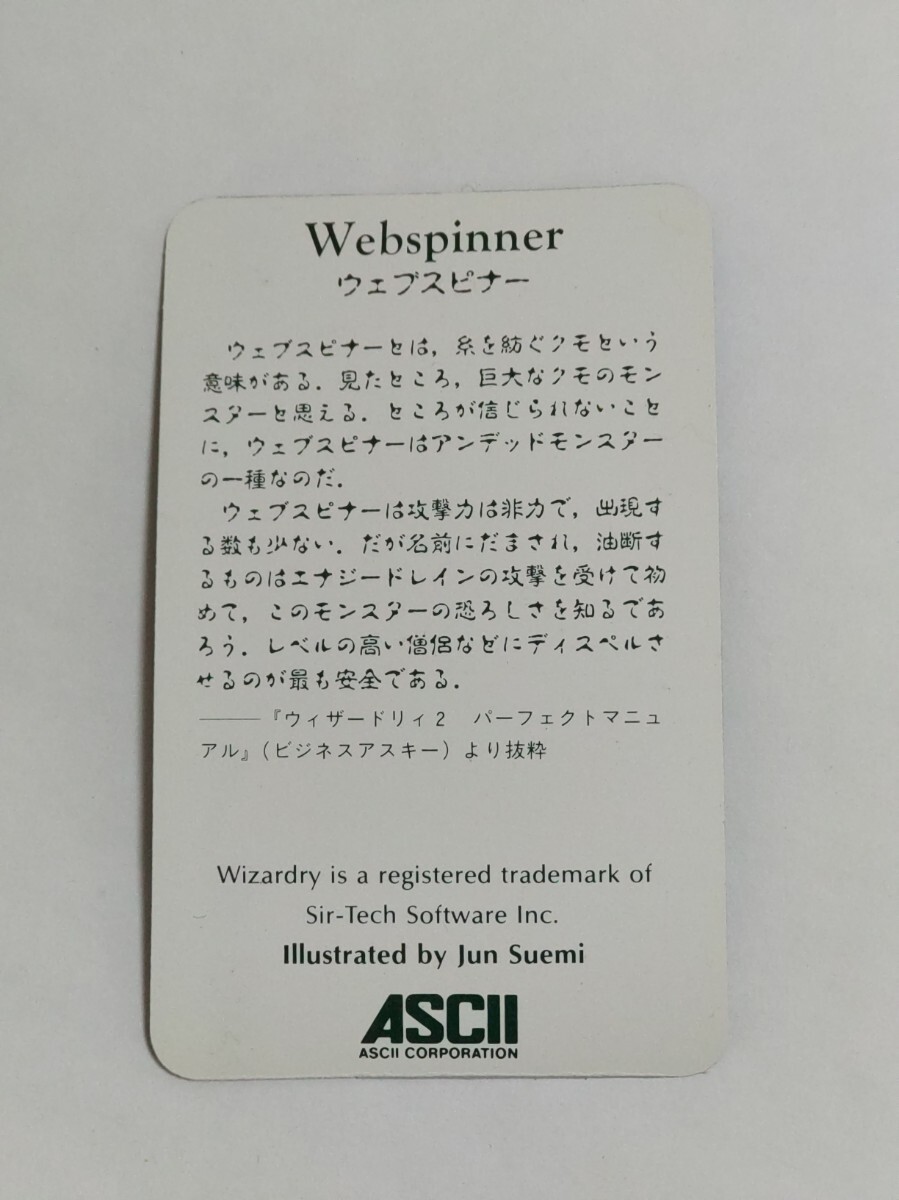 Webspinner
ウェブスピナー
ウェブスピナーとは，糸を紡ぐクモという
意味がある．見たところ，巨大なクモのモン
スターと思える．ところが信じられないこと
に，ウェブスピナーはアンデッドモンスター
の一種なのだ．
ウェブスピナーは攻撃力は非力で，出現す
る数も少ない．だが名前にだまされ，油断す
るものはエナジードレインの攻撃を受けて初
めて，このモンスターの恐ろしさを知るであ
ろう．レベルの高い僧侶などにディスペルさ
せるのが最も安全である．
———『ウィザードリィ2　パーフェクトマニュ
アル』（ビジネスアスキー）より抜粋
Wizardry is a registered trademark of
Sir-Tech Software Inc.
Illustrated by Jun Suemi
ASCII
ASCII CORPORATION